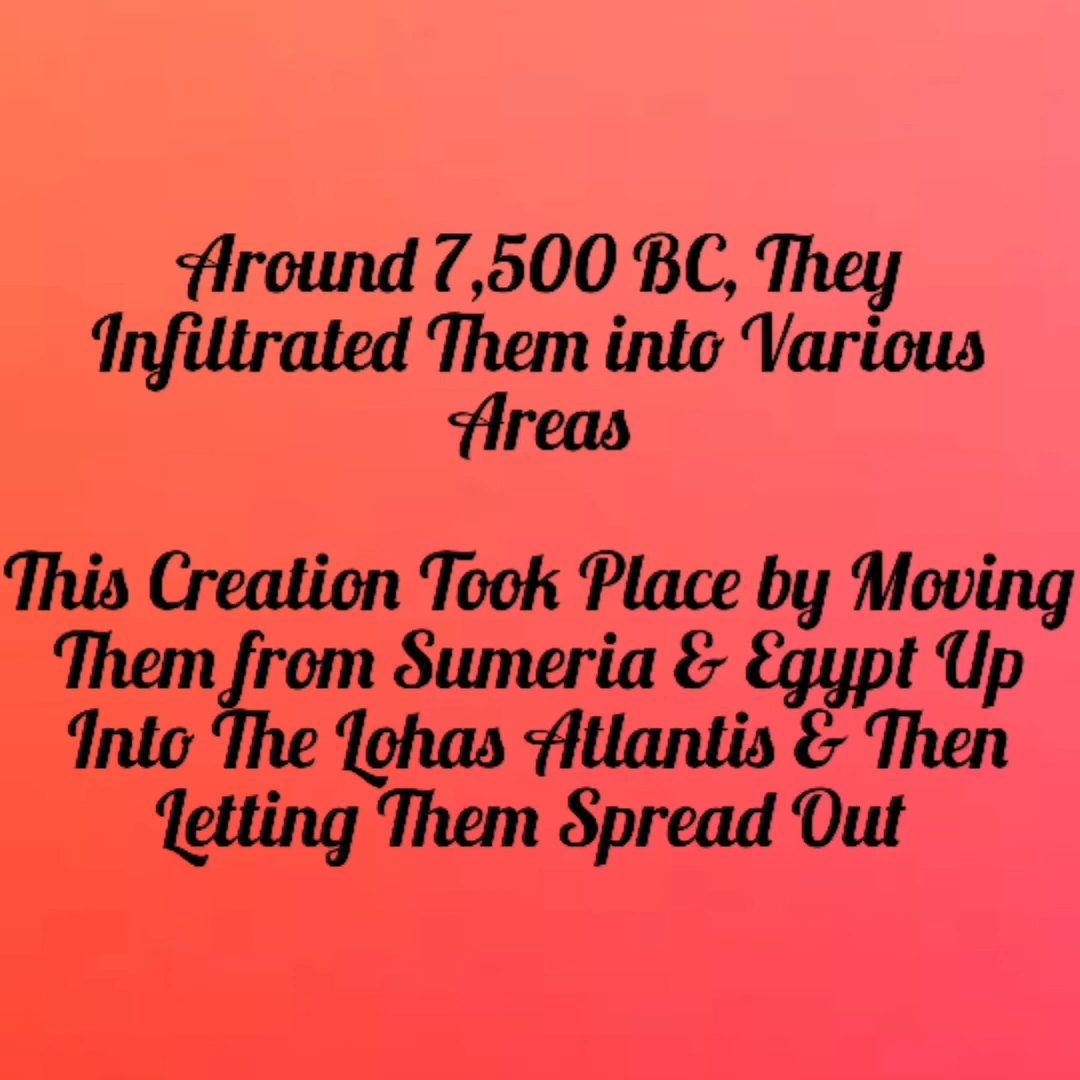 Around 7,500 BC, They
Infiltrated Them into Various
Areas
This Creation Took Place by Moving
Them from Sumeria & Egypt Up
Into The Lohas Atlantis & Then
Letting Them Spread Out